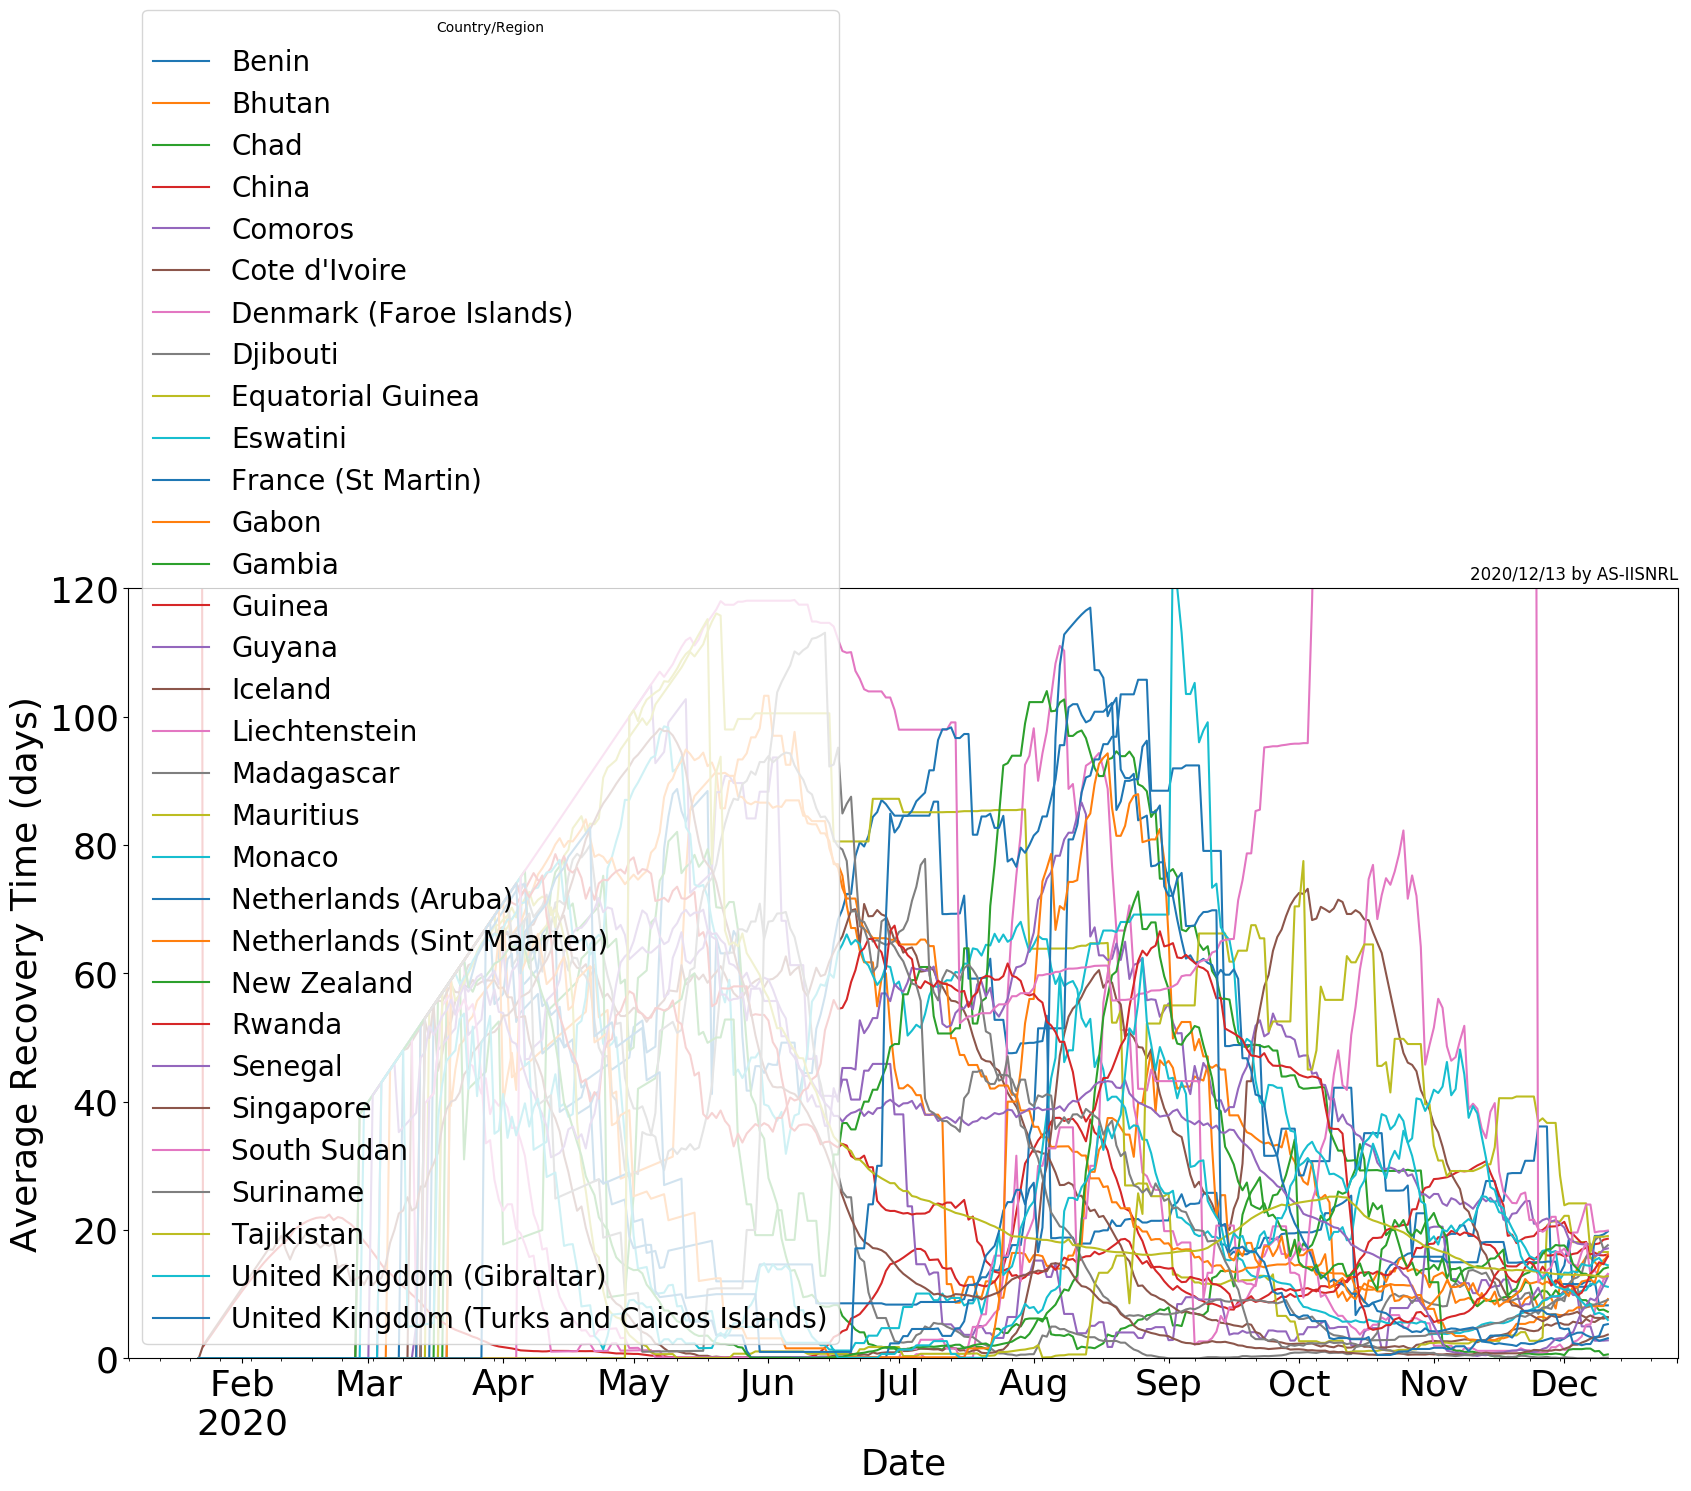 Country/Region
Benin
Bhutan
Chad
China
Comoros
Cote d'Ivoire
Denmark (Faroe Islands)
Djibouti
Equatorial Guinea
Eswatini
France (St Martin)
Gabon
Gambia
Guinea
Guyana
Iceland
Liechtenstein
Madagascar
Mauritius
Monaco
Netherlands (Aruba)
Netherlands (Sint Maarten)
New Zealand
Rwanda
Senegal
Singapore
South Sudan
Suriname
Tajikistan
United Kingdom (Gibraltar)
United Kingdom (Turks and Caicos Islands)
2020/12/13 by AS-IISNRL
120
100
80
60
40
20
0
Average Recovery Time (days)
Feb Mar Apr May Jun Jul Aug Sep Oct Nov Dec
2020
Date